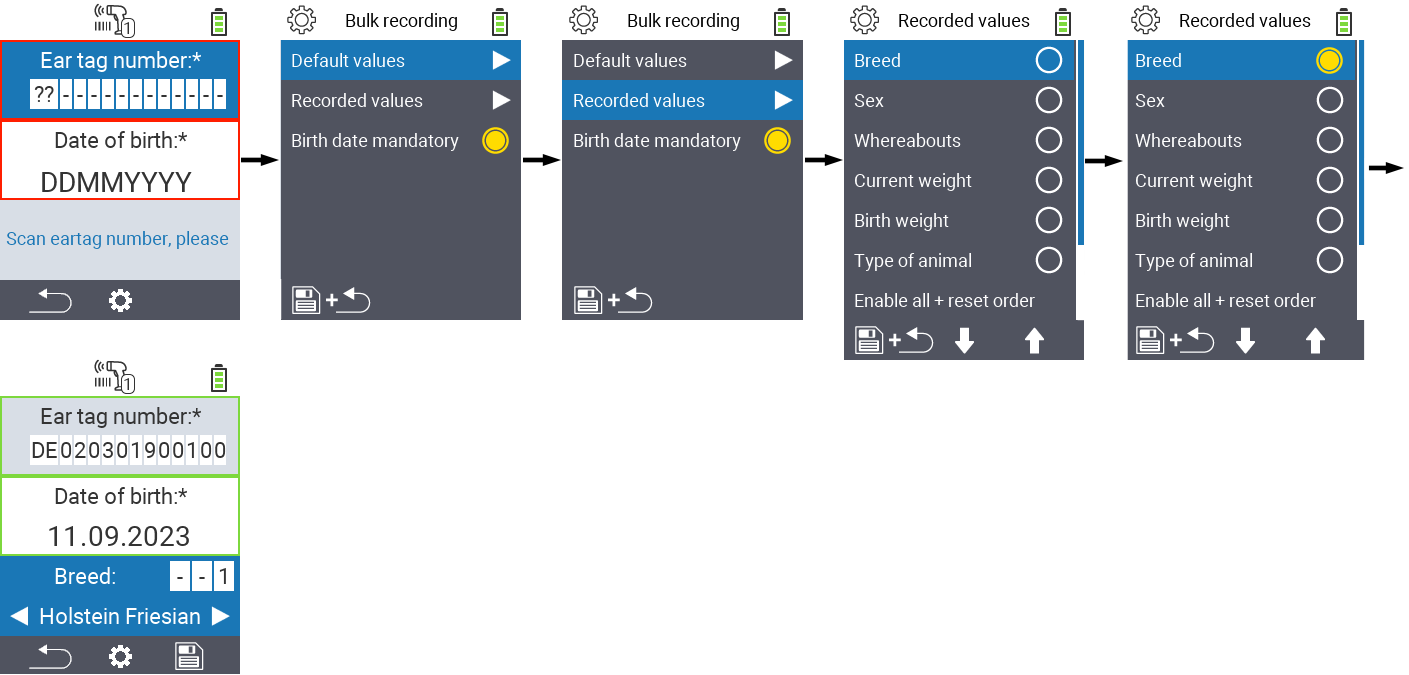 1
Ear tag number:*
??------------
Date of birth:*
DDMMYYYY
Scan eartag number, please
Bulk recording
Default values
Recorded values
Birth date mandatory
+
Bulk recording
Default values
Recorded values
Birth date mandatory
+
Recorded values
Breed
Sex
Whereabouts
Current weight
Birth weight
Type of animal
Enable all + reset order
+
Recorded values
Breed
Sex
Whereabouts
Current weight
Birth weight
Type of animal
Enable all + reset order
+
1
Ear tag number:*
DE020301900100
Date of birth:*
11.09.2023
Breed: - - 1
Holstein Friesian